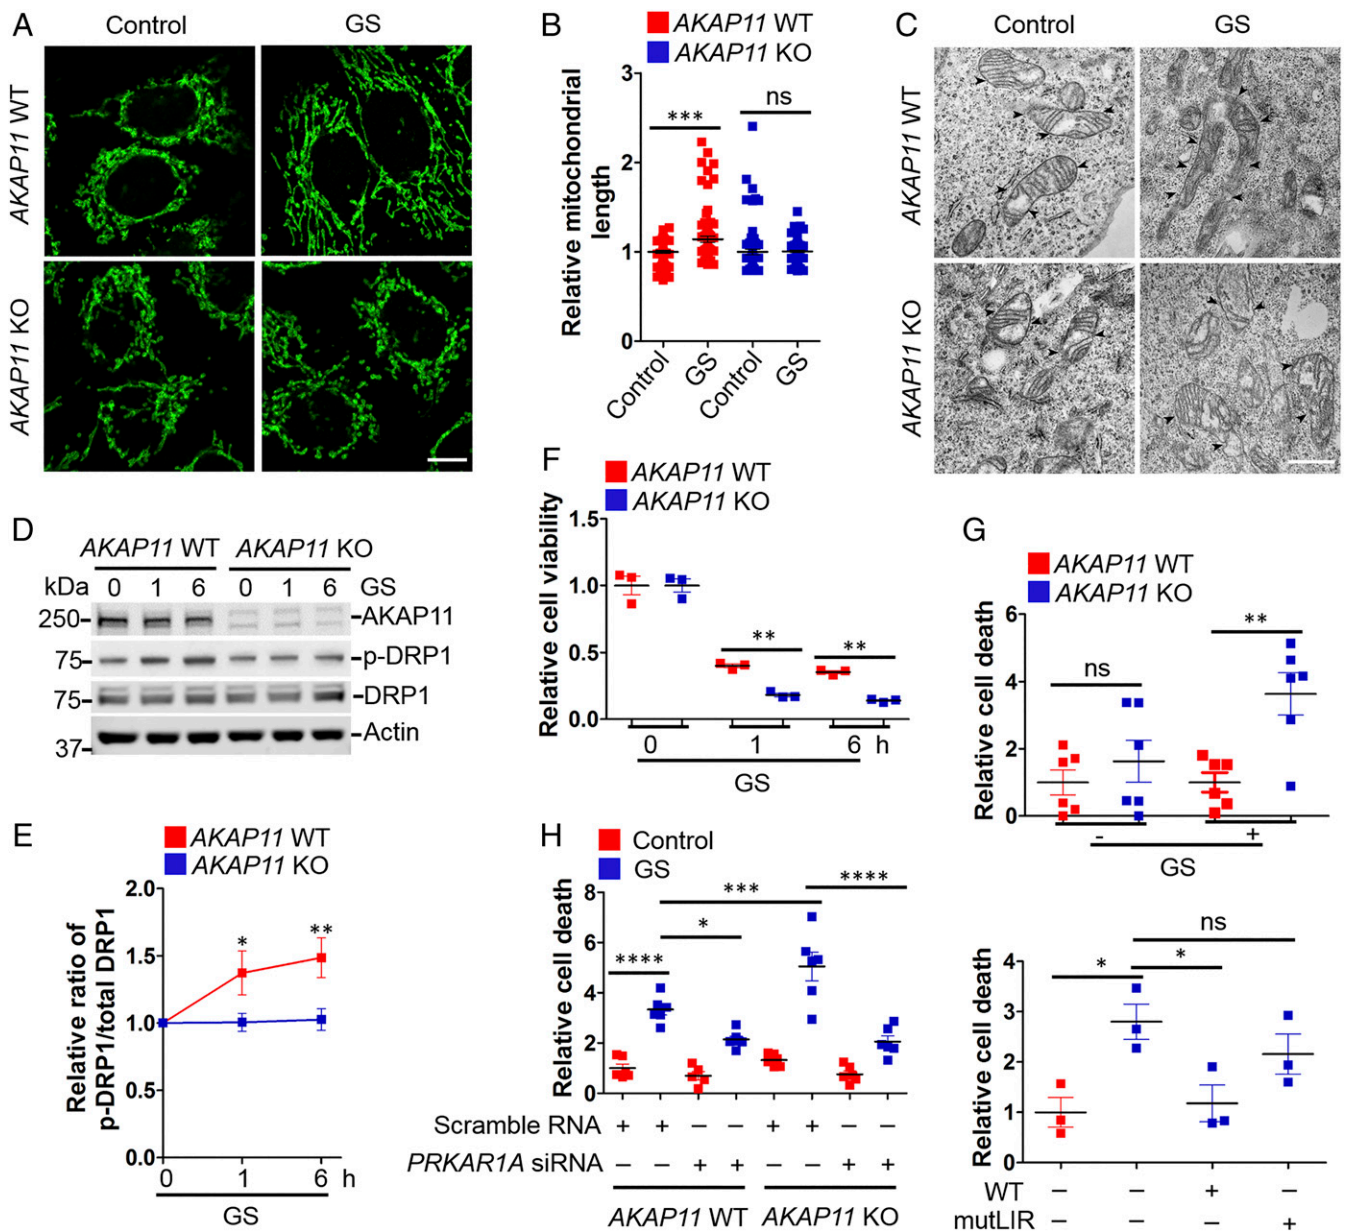 A
Control GS
AKAP11 WT
AKAP11 KO
B
AKAP11 WT
AKAP11 KO
Relative mitochondrial
length
3
2
1
0
*** ns
Control GS Control GS
C
Control GS
AKAP11 WT
AKAP11 KO
D
AKAP11 WT AKAP11 KO
kDa 0 1 6 0 1 6 GS
250 AKAP11
75 p-DRP1
75 DRP1
37 Actin
E
AKAP11 WT
AKAP11 KO
Relative ratio of
p-DRP1/total DRP1
2.0
1.5
1.0
0.5
0.0
* **
0 1 6 h
GS
F
AKAP11 WT
AKAP11 KO
Relative cell viability
1.5
1.0
0.5
0.0
** **
0 1 6 h
GS
G
AKAP11 WT
AKAP11 KO
Relative cell death
6
4
2
0
ns **
- +
GS
Relative cell death
4
3
2
1
0
* * ns
WT – – + –
mutLIR – – – +
H
Control
GS
Relative cell death
8
6
4
2
0
**** * *** ****
Scramble RNA + + – – + + – –
PRKAR1A siRNA – – + + – – + +
AKAP11 WT AKAP11 KO